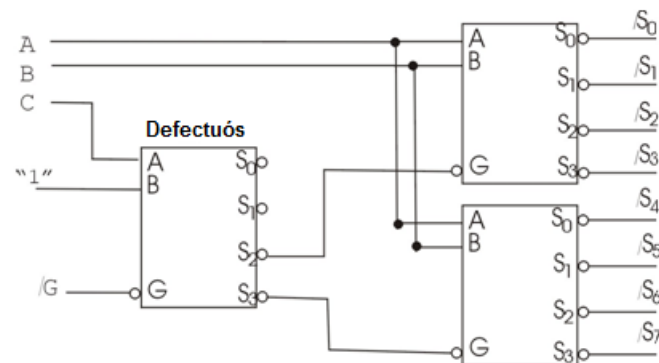 A
B
C
"1"
/G
Defectuós
A
B
G
S0
S1
S2
S3
A
B
G
S0
S1
S2
S3
/S0
/S1
/S2
/S3
A
B
G
S0
S1
S2
S3
/S4
/S5
/S6
/S7